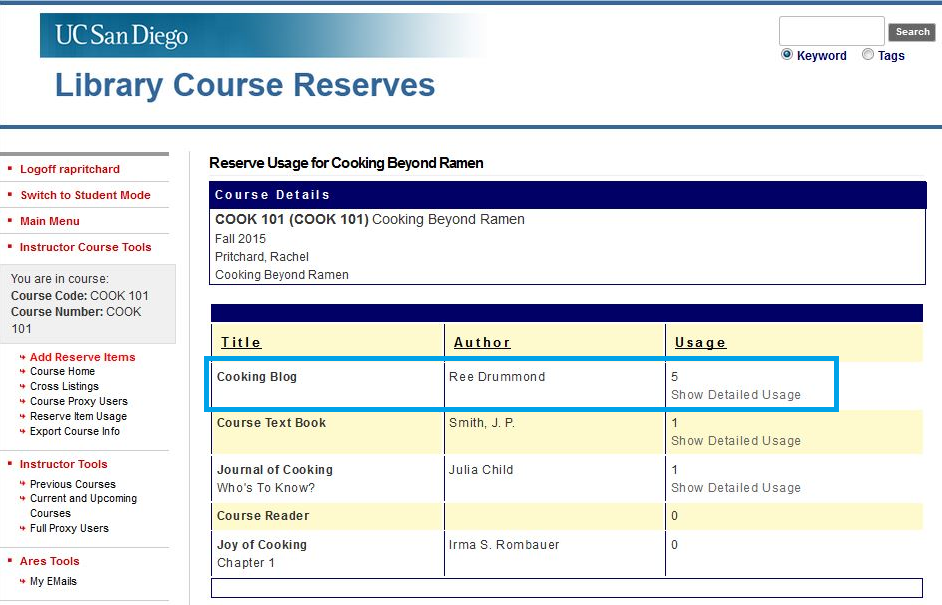 UC San Diego
Library Course Reserves
Search
Keyword Tags
Logoff rapritchard
Switch to Student Mode
Main Menu
Instructor Course Tools
You are in course:
Course Code: COOK 101
Course Number: COOK
101
Add Reserve Items
Course Home
Cross Listings
Course Proxy Users
Reserve Item Usage
Export Course Info
Instructor Tools
Previous Courses
Current and Upcoming
Courses
Full Proxy Users
Ares Tools
My EMails
Reserve Usage for Cooking Beyond Ramen
Course Details
COOK 101 (COOK 101) Cooking Beyond Ramen
Fall 2015
Pritchard, Rachel
Cooking Beyond Ramen
Title Author Usage
Cooking Blog Ree Drummond 5
Show Detailed Usage
Course Text Book Smith, J. P. 1
Show Detailed Usage
Journal of Cooking Julia Child 1
Who's To Know? Show Detailed Usage
Course Reader 0
Joy of Cooking Irma S. Rombauer 0
Chapter 1